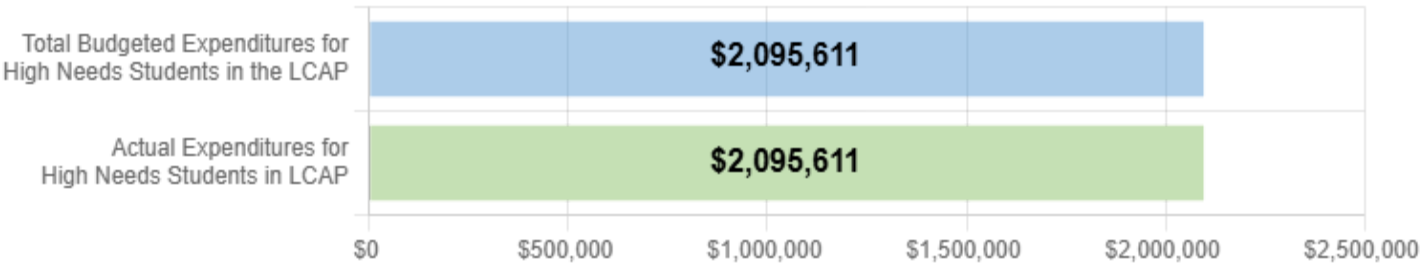 Total Budgeted Expenditures for
High Needs Students in the LCAP
$2,095,611
Actual Expenditures for
High Needs Students in LCAP
$2,095,611
$0
$500,000
$1,000,000
$1,500,000
$2,000,000
$2,500,000